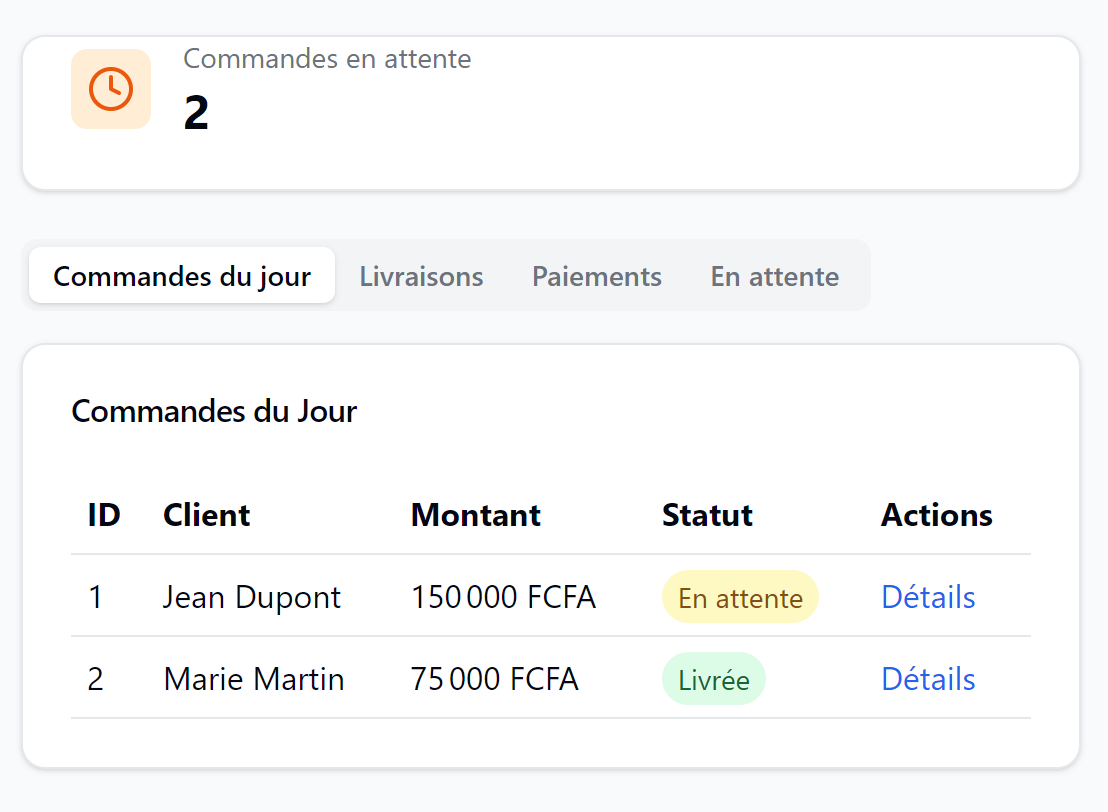 Commandes en attente
2
Commandes du jour Livraisons Paiements En attente
Commandes du Jour
ID Client Montant Statut Actions
1 Jean Dupont 150 000 FCFA En attente Détails
2 Marie Martin 75 000 FCFA Livrée Détails